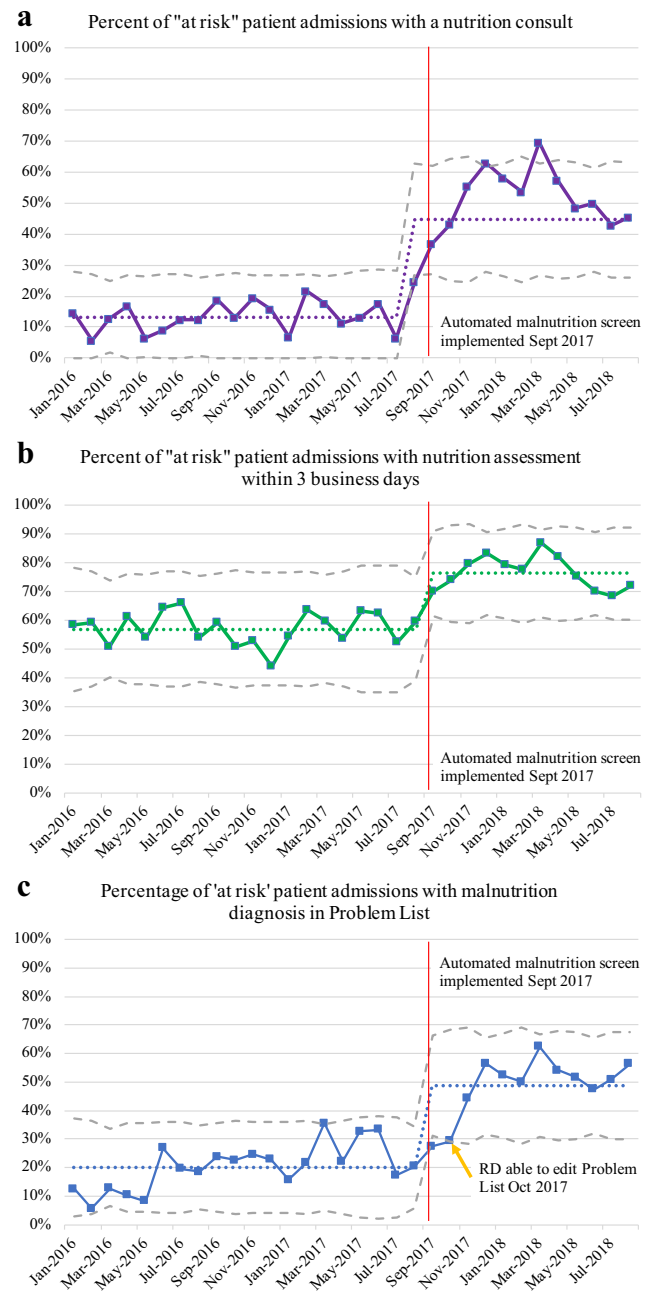 a
Percent of "at risk" patient admissions with a nutrition consult
100%
90%
80%
70%
60%
50%
40%
30%
20%
10%
0%
Automated malnutrition screen
implemented Sept 2017
Jan-2016
Mar-2016
May-2016
Jul-2016
Sep-2016
Nov-2016
Jan-2017
Mar-2017
May-2017
Jul-2017
Sep-2017
Nov-2017
Jan-2018
Mar-2018
May-2018
Jul-2018
b
Percent of "at risk" patient admissions with nutrition assessment
within 3 business days
100%
90%
80%
70%
60%
50%
40%
30%
20%
10%
0%
Automated malnutrition screen
implemented Sept 2017
Jan-2016
Mar-2016
May-2016
Jul-2016
Sep-2016
Nov-2016
Jan-2017
Mar-2017
May-2017
Jul-2017
Sep-2017
Nov-2017
Jan-2018
Mar-2018
May-2018
Jul-2018
c
Percentage of 'at risk' patient admissions with malnutrition
diagnosis in Problem List
100%
90%
80%
70%
60%
50%
40%
30%
20%
10%
0%
Automated malnutrition screen
implemented Sept 2017
RD able to edit Problem
List Oct 2017
Jan-2016
Mar-2016
May-2016
Jul-2016
Sep-2016
Nov-2016
Jan-2017
Mar-2017
May-2017
Jul-2017
Sep-2017
Nov-2017
Jan-2018
Mar-2018
May-2018
Jul-2018